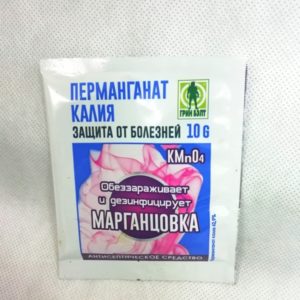 ПЕРМАНГАНАТ
КАЛИЯ
ГРИН БЭЛТ
ЗАЩИТА ОТ БОЛЕЗНЕЙ 10 G
KMnO4
Обеззараживает
и дезинфицирует
МАРГАНЦОВКА
АНТИСЕПТИЧЕСКОЕ СРЕДСТВО